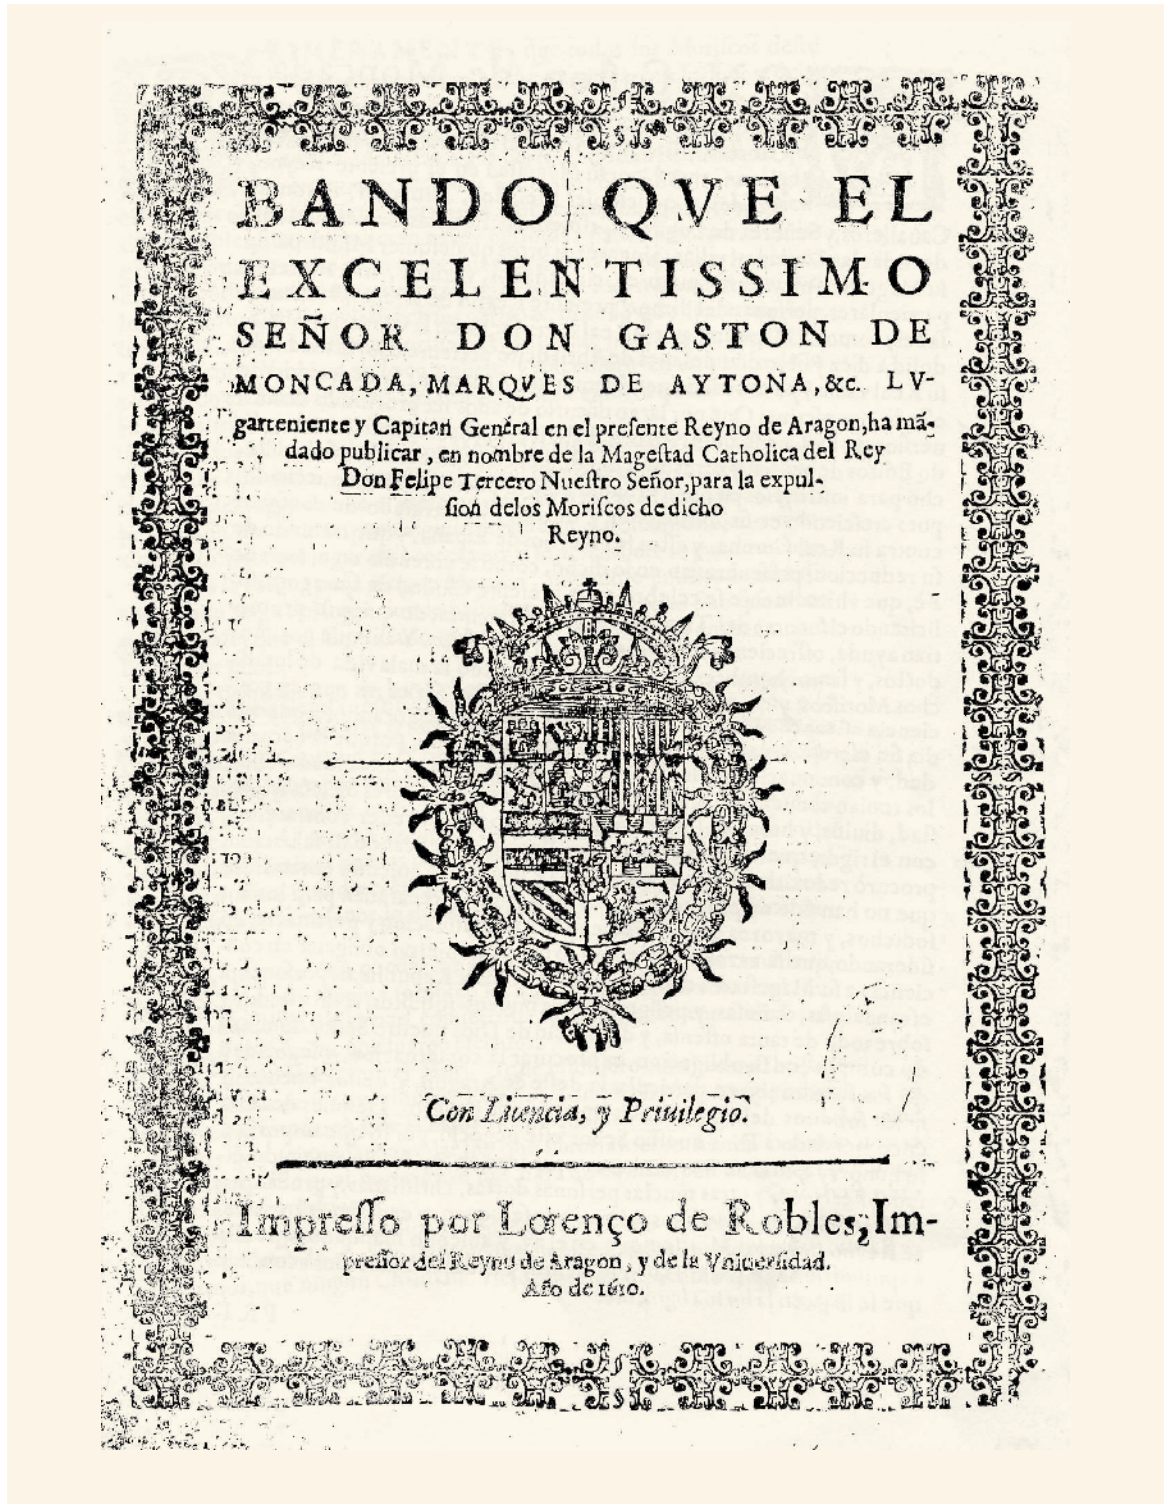 BANDO QVE EL
EXCELENTISSIMO
SEÑOR DON GASTON DE
MONCADA, MARQVES DE AYTONA, &c. LV-
garteniente y Capitan General en el preſente Reyno de Aragon, ha mã-
dado publicar, en nombre de la Mageſtad Catholica del Rey
Don Felipe Tercero Nueſtro Señor, para la expul-
ſion delos Moriſcos de dicho
Reyno.
Con Licencia, y Priuilegio.
Impreſſo por Lorenço de Robles, Im-
preſſor del Reyno de Aragon, y de la Vniuerſidad.
Año de 1610.